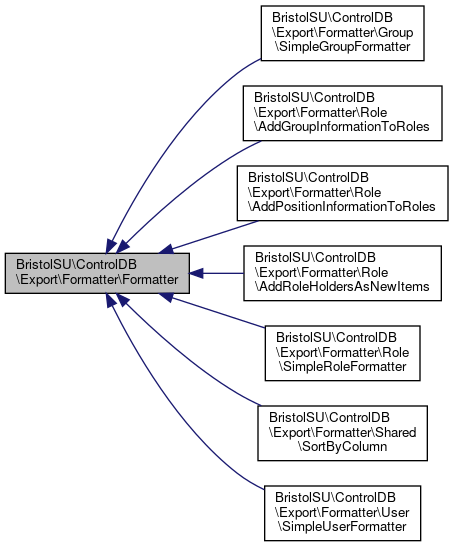 BristolSU\ControlDB
\Export\Formatter\Group
\SimpleGroupFormatter
BristolSU\ControlDB
\Export\Formatter\Role
\AddGroupInformationToRoles
BristolSU\ControlDB
\Export\Formatter\Role
\AddPositionInformationToRoles
BristolSU\ControlDB
\Export\Formatter\Formatter
BristolSU\ControlDB
\Export\Formatter\Role
\AddRoleHoldersAsNewItems
BristolSU\ControlDB
\Export\Formatter\Role
\SimpleRoleFormatter
BristolSU\ControlDB
\Export\Formatter\Shared
\SortByColumn
BristolSU\ControlDB
\Export\Formatter\User
\SimpleUserFormatter